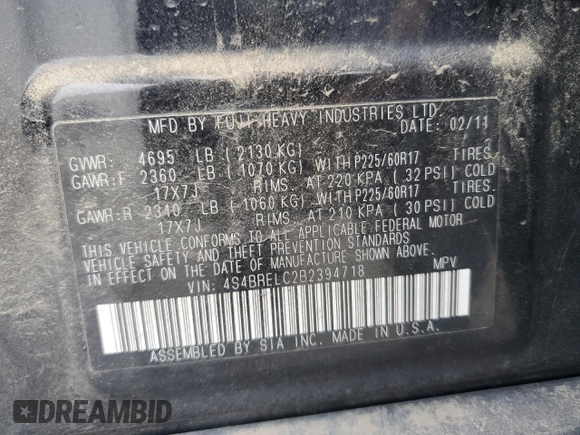 MFD BY FUJI HEAVY INDUSTRIES LTD.
DATE: 02/11
GVWR: 4695 LB ( 2130 KG)
GAWR:F 2360 LB ( 1070 KG) WITH P225/60R17 TIRES,
17X7J RIMS, AT 220 KPA ( 32 PSI) COLD
GAWR:R 2340 LB ( 1060 KG) WITH P225/60R17 TIRES,
17X7J RIMS, AT 210 KPA ( 30 PSI) COLD
THIS VEHICLE CONFORMS TO ALL APPLICABLE FEDERAL MOTOR
VEHICLE SAFETY AND THEFT PREVENTION STANDARDS
IN EFFECT ON THE DATE OF MANUFACTURE SHOWN ABOVE.
VIN: 4S4BRELC2B2394718 MPV
ASSEMBLED BY SIA INC. MADE IN U.S.A.
DREAMBID